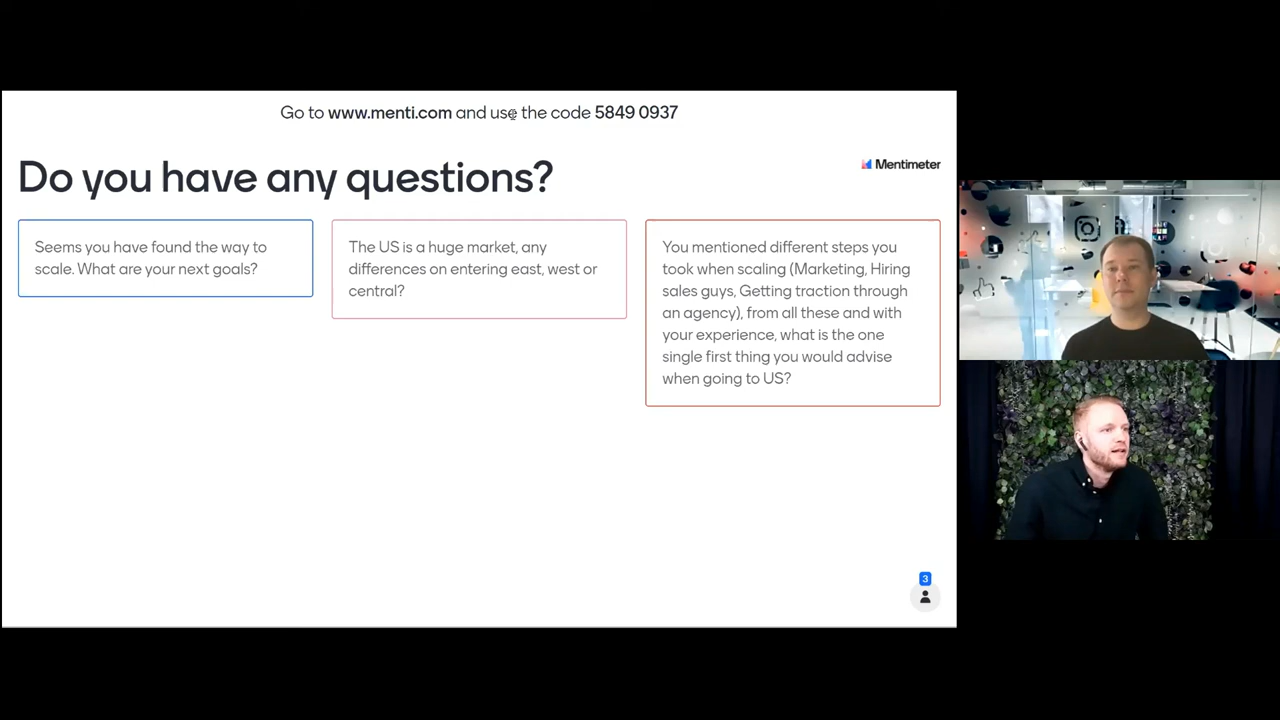 Go to www.menti.com and use the code 5849 0937
Do you have any questions?
Mentimeter
Seems you have found the way to
scale. What are your next goals?
The US is a huge market, any
differences on entering east, west or
central?
You mentioned different steps you
took when scaling (Marketing, Hiring
sales guys, Getting traction through
an agency), from all these and with
your experience, what is the one
single first thing you would advise
when going to US?
3